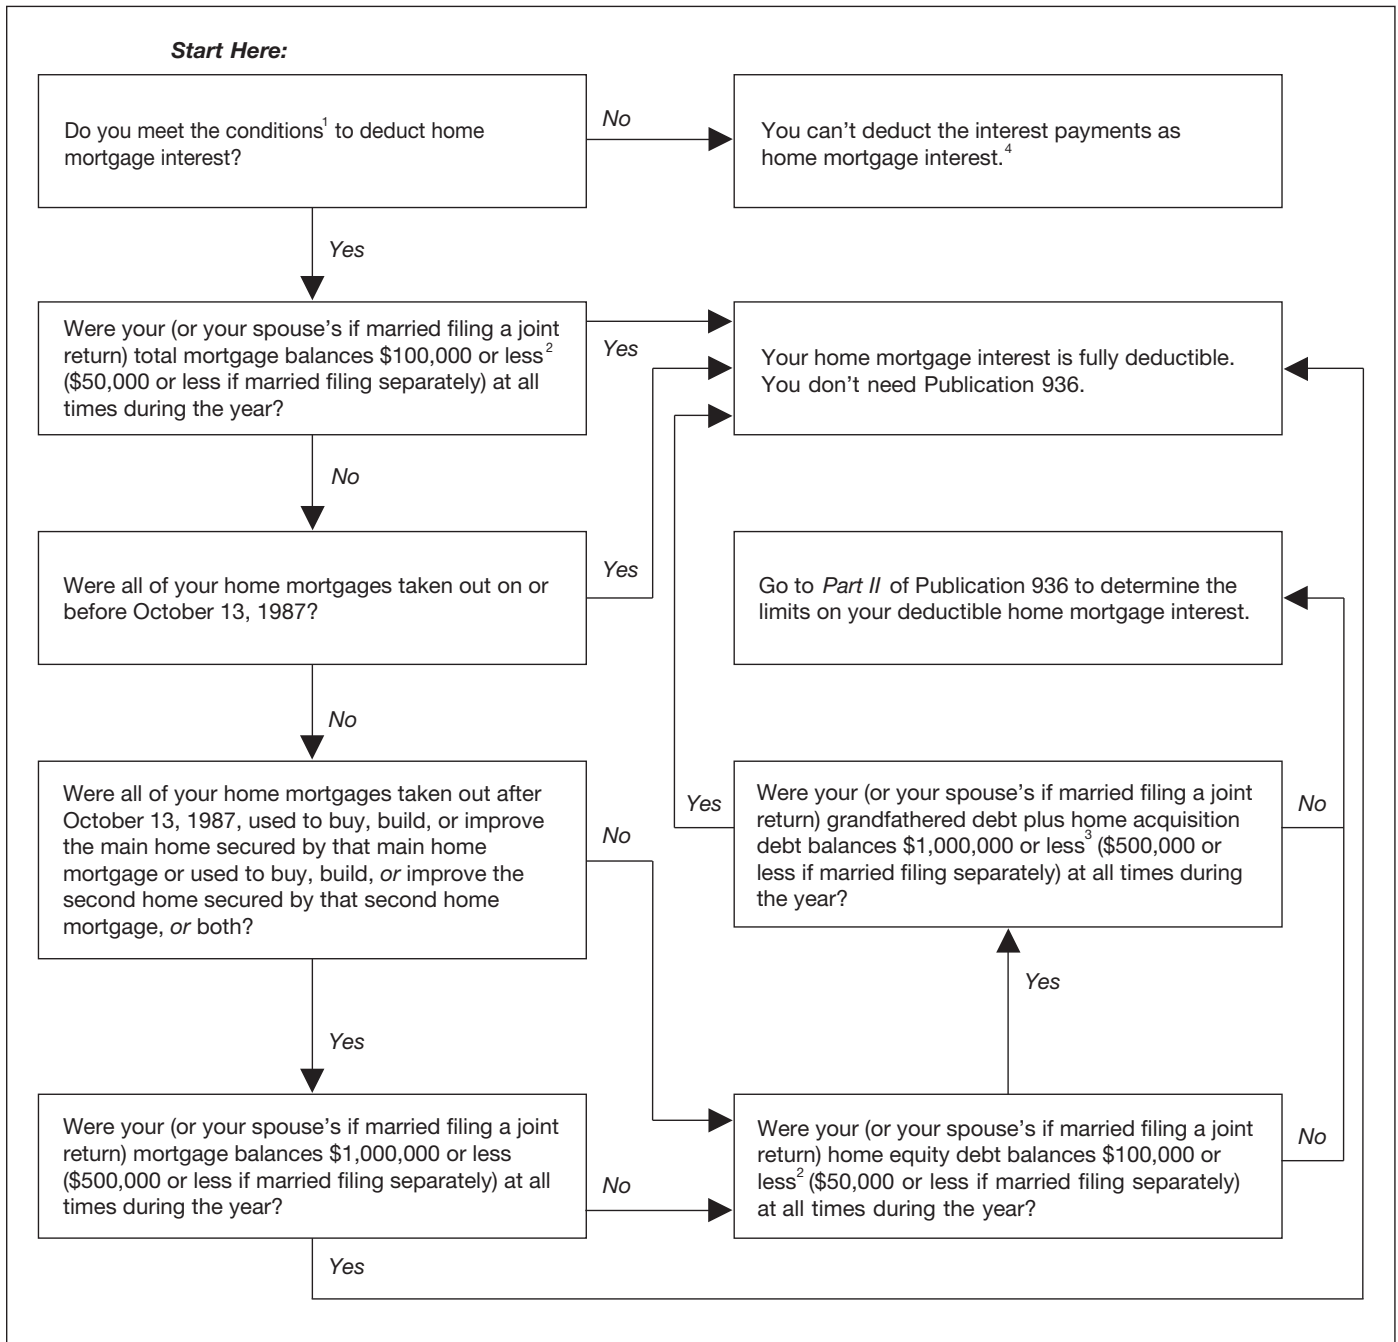 Start Here:
Do you meet the conditions1 to deduct home
mortgage interest?
No
You can't deduct the interest payments as
home mortgage interest.4
Yes
Were your (or your spouse's if married filing a joint
return) total mortgage balances $100,000 or less2
($50,000 or less if married filing separately) at all
times during the year?
Yes
Your home mortgage interest is fully deductible.
You don't need Publication 936.
No
Were all of your home mortgages taken out on or
before October 13, 1987?
Yes
Go to Part II of Publication 936 to determine the
limits on your deductible home mortgage interest.
No
Were all of your home mortgages taken out after
October 13, 1987, used to buy, build, or improve
the main home secured by that main home
mortgage or used to buy, build, or improve the
second home secured by that second home
mortgage, or both?
No
Yes
Were your (or your spouse's if married filing a joint
return) grandfathered debt plus home acquisition
debt balances $1,000,000 or less3 ($500,000 or
less if married filing separately) at all times during
the year?
No
Yes
Yes
Were your (or your spouse's if married filing a joint
return) mortgage balances $1,000,000 or less
($500,000 or less if married filing separately) at all
times during the year?
No
Were your (or your spouse's if married filing a joint
return) home equity debt balances $100,000 or
less2 ($50,000 or less if married filing separately)
at all times during the year?
No
Yes